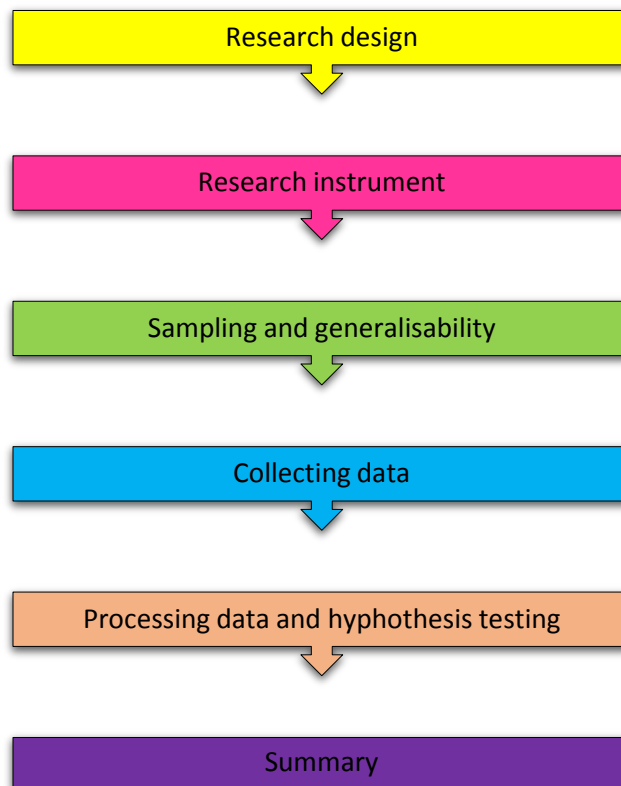 Research design
Research instrument
Sampling and generalisability
Collecting data
Processing data and hyphothesis testing
Summary